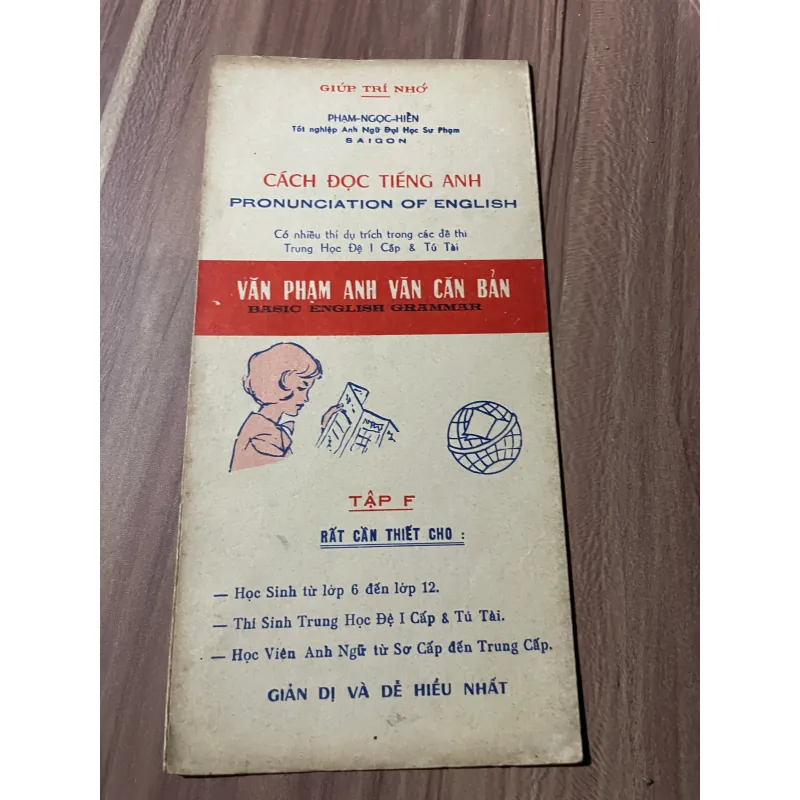 GIÚP TRÍ NHỚ
PHẠM-NGỌC-HIỀN
Tốt nghiệp Anh Ngữ Đại Học Sư Phạm
SAIGON
CÁCH ĐỌC TIẾNG ANH
PRONUNCIATION OF ENGLISH
Có nhiều thí dụ trích trong các đề thi
Trung Học Đệ I Cấp & Tú Tài
VĂN PHẠM ANH VĂN CĂN BẢN
BASIC ENGLISH GRAMMAR
TẬP F
RẤT CẦN THIẾT CHO :
— Học Sinh từ lớp 6 đến lớp 12.
— Thí Sinh Trung Học Đệ I Cấp & Tú Tài.
— Học Viên Anh Ngữ từ Sơ Cấp đến Trung Cấp.
GIẢN DỊ VÀ DỄ HIỂU NHẤT